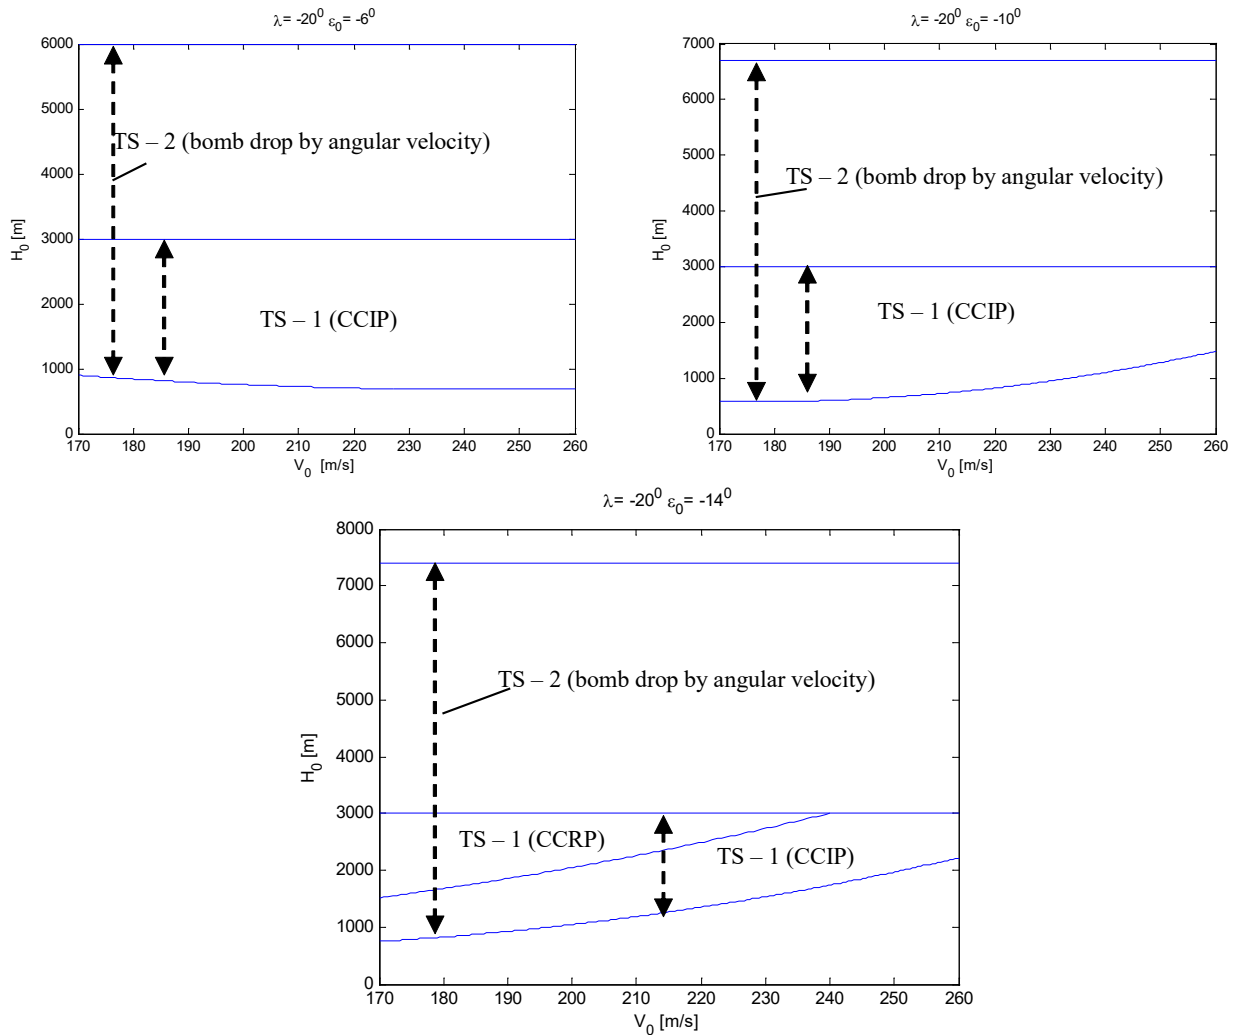 λ= -20⁰ ε₀= -6⁰
6000
5000
4000
3000
2000
1000
0
H₀ [m]
TS – 2 (bomb drop by angular velocity)
TS – 1 (CCIP)
170 180 190 200 210 220 230 240 250 260
V₀ [m/s]
λ= -20⁰ ε₀= -10⁰
7000
6000
5000
4000
3000
2000
1000
0
H₀ [m]
TS – 2 (bomb drop by angular velocity)
TS – 1 (CCIP)
170 180 190 200 210 220 230 240 250 260
V₀ [m/s]
λ= -20⁰ ε₀= -14⁰
8000
7000
6000
5000
4000
3000
2000
1000
0
H₀ [m]
TS – 2 (bomb drop by angular velocity)
TS – 1 (CCRP)
TS – 1 (CCIP)
170 180 190 200 210 220 230 240 250 260
V₀ [m/s]